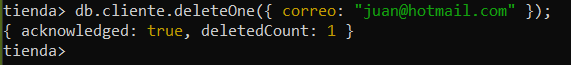 tienda> db.cliente.deleteOne({ correo: "juan@hotmail.com" });
{ acknowledged: true, deletedCount: 1 }
tienda>